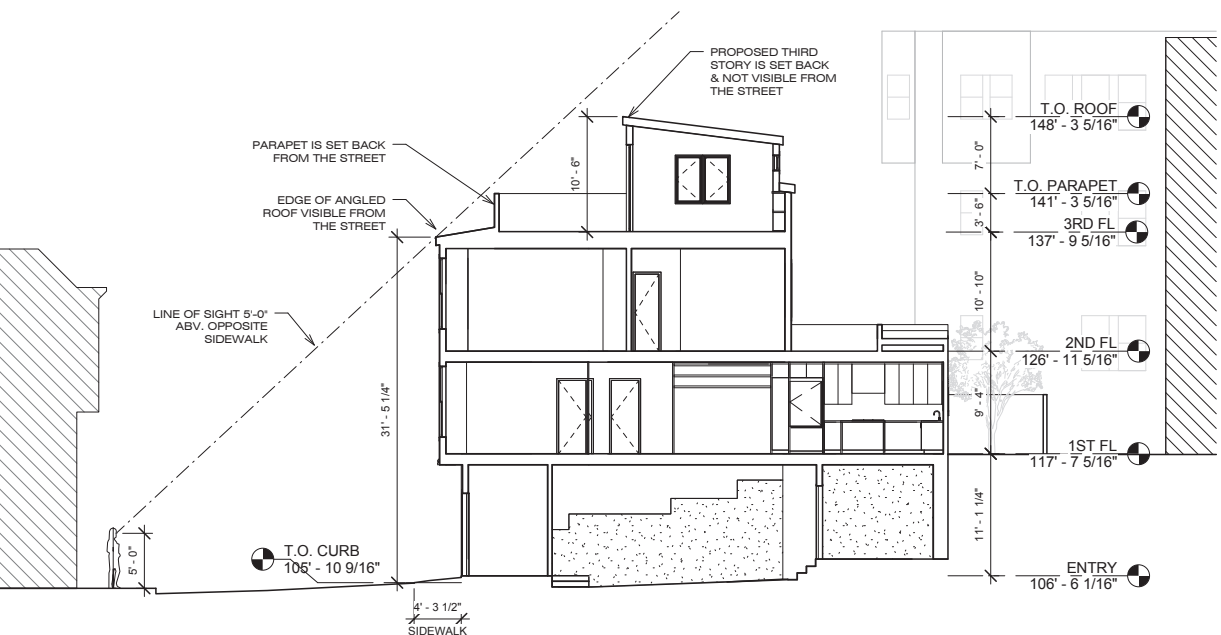 PROPOSED THIRD
STORY IS SET BACK
& NOT VISIBLE FROM
THE STREET
PARAPET IS SET BACK
FROM THE STREET
EDGE OF ANGLED
ROOF VISIBLE FROM
THE STREET
LINE OF SIGHT 5'-0"
ABV. OPPOSITE
SIDEWALK
10' - 6"
31' - 5 1/4"
5' - 0"
T.O. CURB
105' - 10 9/16"
4' - 3 1/2"
SIDEWALK
T.O. ROOF
148' - 3 5/16"
7' - 0"
T.O. PARAPET
141' - 3 5/16"
3' - 6"
3RD FL
137' - 9 5/16"
10' - 10"
2ND FL
126' - 11 5/16"
9' - 4"
1ST FL
117' - 7 5/16"
11' - 1 1/4"
ENTRY
106' - 6 1/16"